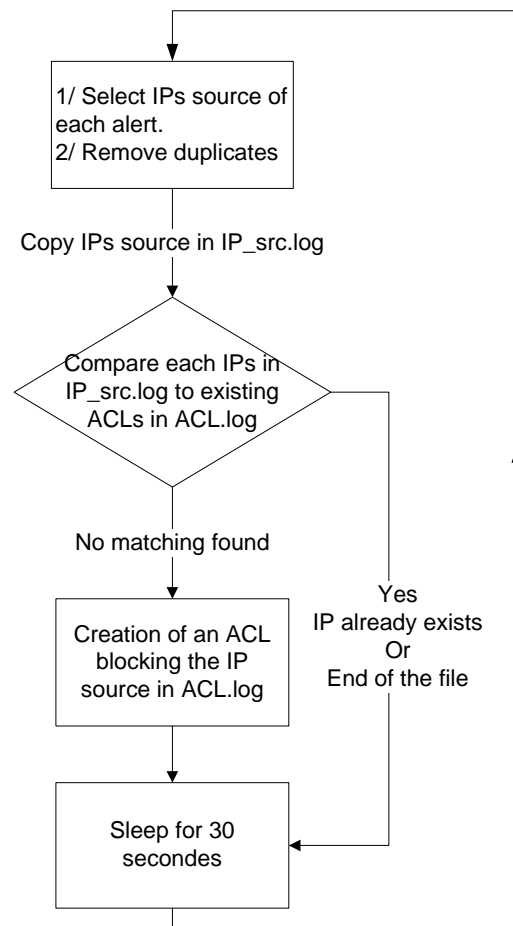 1/ Select IPs source of
each alert.
2/ Remove duplicates
Copy IPs source in IP_src.log
Compare each IPs in
IP_src.log to existing
ACLs in ACL.log
No matching found
Yes
IP already exists
Or
End of the file
Creation of an ACL
blocking the IP
source in ACL.log
Sleep for 30
secondes